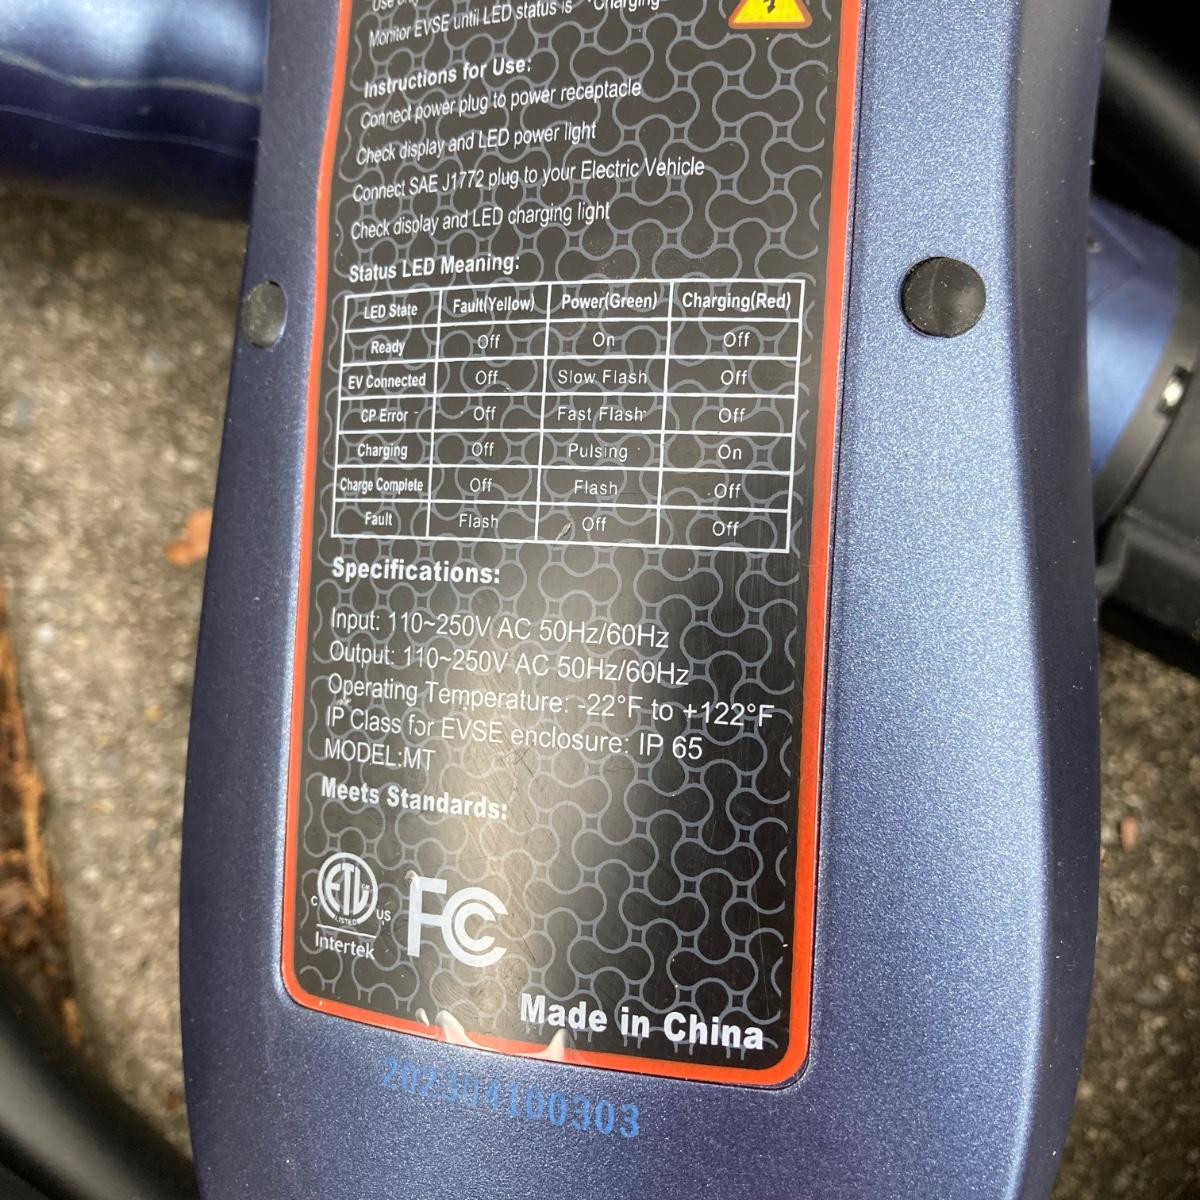 Use only
Monitor EVSE until LED status is "Charging
Instructions for Use:
Connect power plug to power receptacle
Check display and LED power light
Connect SAE J1772 plug to your Electric Vehicle
Check display and LED charging light
Status LED Meaning:
LED State Fault(Yellow) Power(Green) Charging(Red)
Ready Off On Off
EV Connected Off Slow Flash Off
CP Error Off Fast Flash Off
Charging Off Pulsing On
Charge Complete Off Flash Off
Fault Flash Off Off
Specifications:
Input: 110~250V AC 50Hz/60Hz
Output: 110~250V AC 50Hz/60Hz
Operating Temperature: -22°F to +122°F
IP Class for EVSE enclosure: IP 65
MODEL:MT
Meets Standards:
ETL CM
LISTED
C US
Intertek
FC
Made in China
202304100303